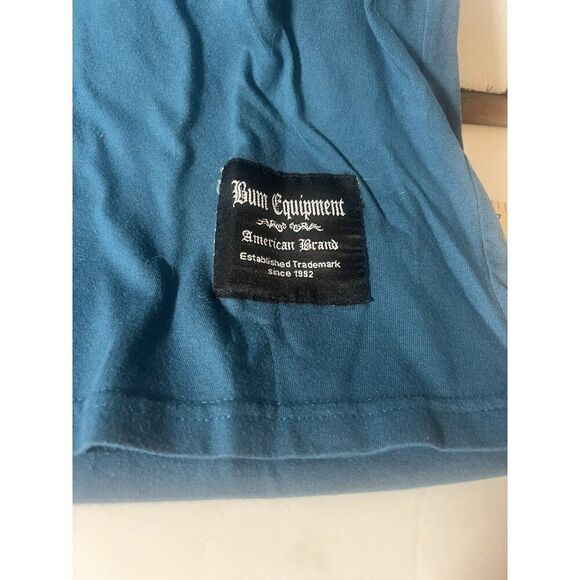 Bum Equipment
American Brand
Established Trademark
since 1982